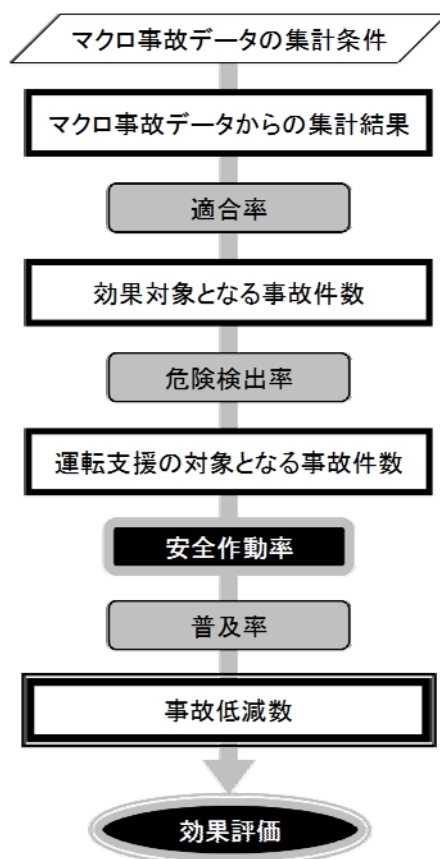 マクロ事故データの集計条件
マクロ事故データからの集計結果
適合率
効果対象となる事故件数
危険検出率
運転支援の対象となる事故件数
安全作動率
普及率
事故低減数
効果評価